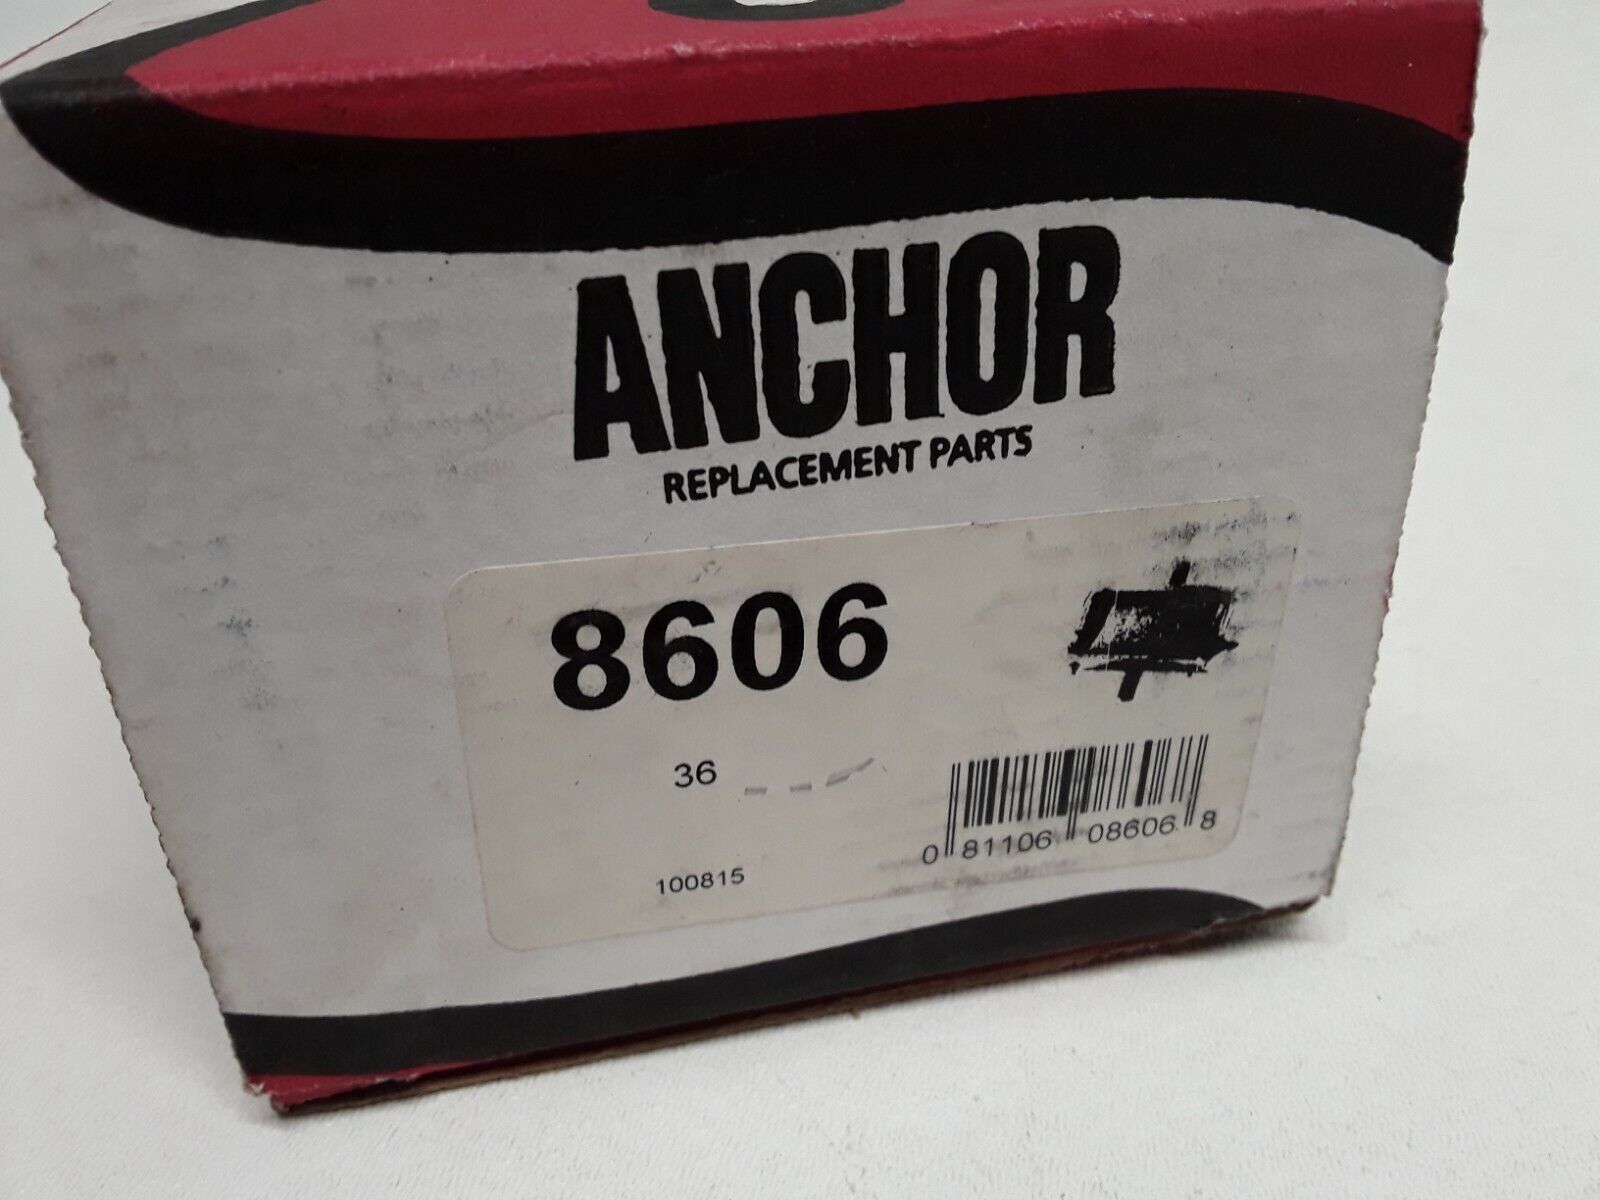 ANCHOR
REPLACEMENT PARTS
8606
36
100815
0 81106 08606 8